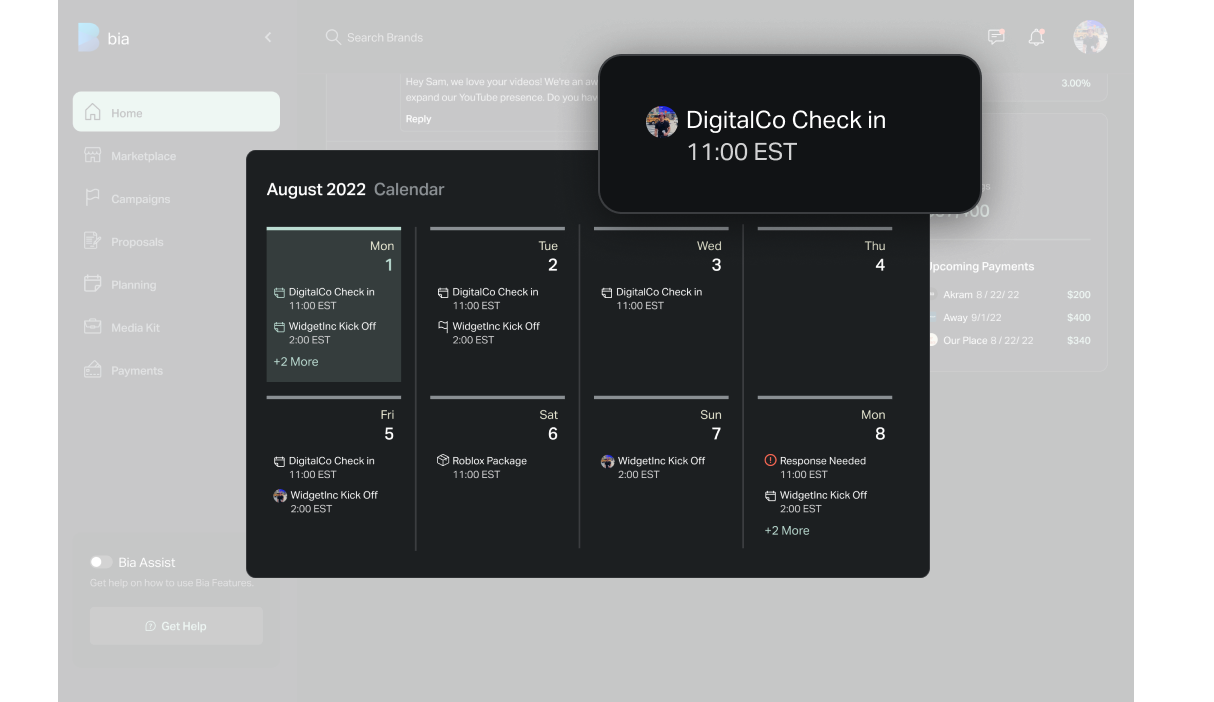 bia
Search Brands
Hey Sam, we love your videos! We're an aw
expand our YouTube presence. Do you hav
Reply
3.00%
Home
Marketplace
Campaigns
Proposals
Planning
Media Kit
Payments
DigitalCo Check in
11:00 EST
August 2022 Calendar
Mon
1
DigitalCo Check in
11:00 EST
WidgetInc Kick Off
2:00 EST
+2 More
Tue
2
DigitalCo Check in
11:00 EST
WidgetInc Kick Off
2:00 EST
Wed
3
DigitalCo Check in
11:00 EST
Thu
4
Fri
5
DigitalCo Check in
11:00 EST
WidgetInc Kick Off
2:00 EST
Sat
6
Roblox Package
11:00 EST
Sun
7
WidgetInc Kick Off
2:00 EST
Mon
8
Response Needed
11:00 EST
WidgetInc Kick Off
2:00 EST
+2 More
Upcoming Payments
Akram 8 / 22/ 22 $200
Away 9/1/22 $400
Our Place 8 / 22/ 22 $340
Bia Assist
Get help on how to use Bia Features.
Get Help